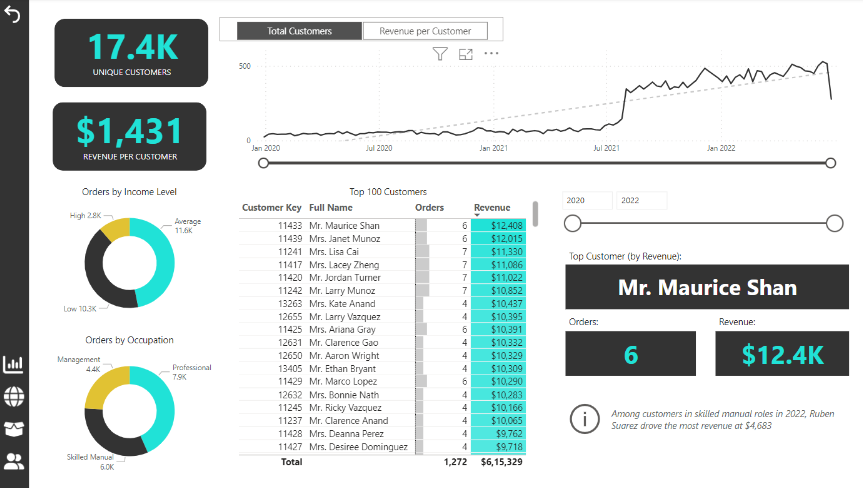 17.4K
UNIQUE CUSTOMERS
$1,431
REVENUE PER CUSTOMER
Total Customers
Revenue per Customer
500
0
Jan 2020
Jul 2020
Jan 2021
Jul 2021
Jan 2022
Orders by Income Level
High 2.8K
Average
11.6K
Low 10.3K
Orders by Occupation
Management
4.4K
Professional
7.9K
Skilled Manual
6.0K
Top 100 Customers
Customer Key Full Name Orders Revenue
11433 Mr. Maurice Shan 6 $12,408
11439 Mrs. Janet Munoz 6 $12,015
11241 Mrs. Lisa Cai 7 $11,330
11417 Mrs. Lacey Zheng 7 $11,086
11420 Mr. Jordan Turner 7 $11,022
11242 Mr. Larry Munoz 7 $10,852
13263 Mrs. Kate Anand 4 $10,437
12655 Mr. Larry Vazquez 4 $10,395
11425 Mrs. Ariana Gray 6 $10,391
12631 Mr. Clarence Gao 4 $10,332
12650 Mr. Aaron Wright 4 $10,329
13405 Mr. Ethan Bryant 4 $10,309
11429 Mr. Marco Lopez 6 $10,290
12632 Mrs. Bonnie Nath 4 $10,283
11245 Mr. Ricky Vazquez 4 $10,166
11237 Mr. Clarence Anand 4 $10,065
11428 Mrs. Deanna Perez 4 $9,762
11427 Mrs. Desiree Dominguez 4 $9,718
Total 1,272 $6,15,329
2020
2022
Top Customer (by Revenue):
Mr. Maurice Shan
Orders:
6
Revenue:
$12.4K
i
Among customers in skilled manual roles in 2022, Ruben
Suarez drove the most revenue at $4,683